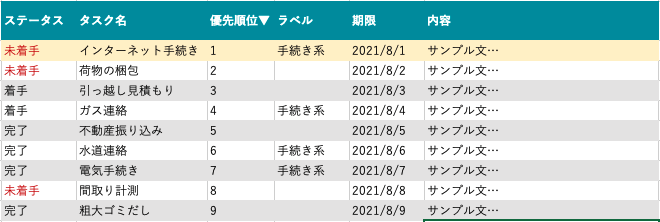 ステータス タスク名 優先順位▼ ラベル 期限 内容
未着手 インターネット手続き 1 手続き系 2021/8/1 サンプル文…
未着手 荷物の梱包 2 2021/8/2 サンプル文…
着手 引っ越し見積もり 3 2021/8/3 サンプル文…
着手 ガス連絡 4 手続き系 2021/8/4 サンプル文…
完了 不動産振り込み 5 2021/8/5 サンプル文…
完了 水道連絡 6 手続き系 2021/8/6 サンプル文…
完了 電気手続き 7 手続き系 2021/8/7 サンプル文…
未着手 間取り計測 8 2021/8/8 サンプル文…
完了 粗大ゴミだし 9 2021/8/9 サンプル文…